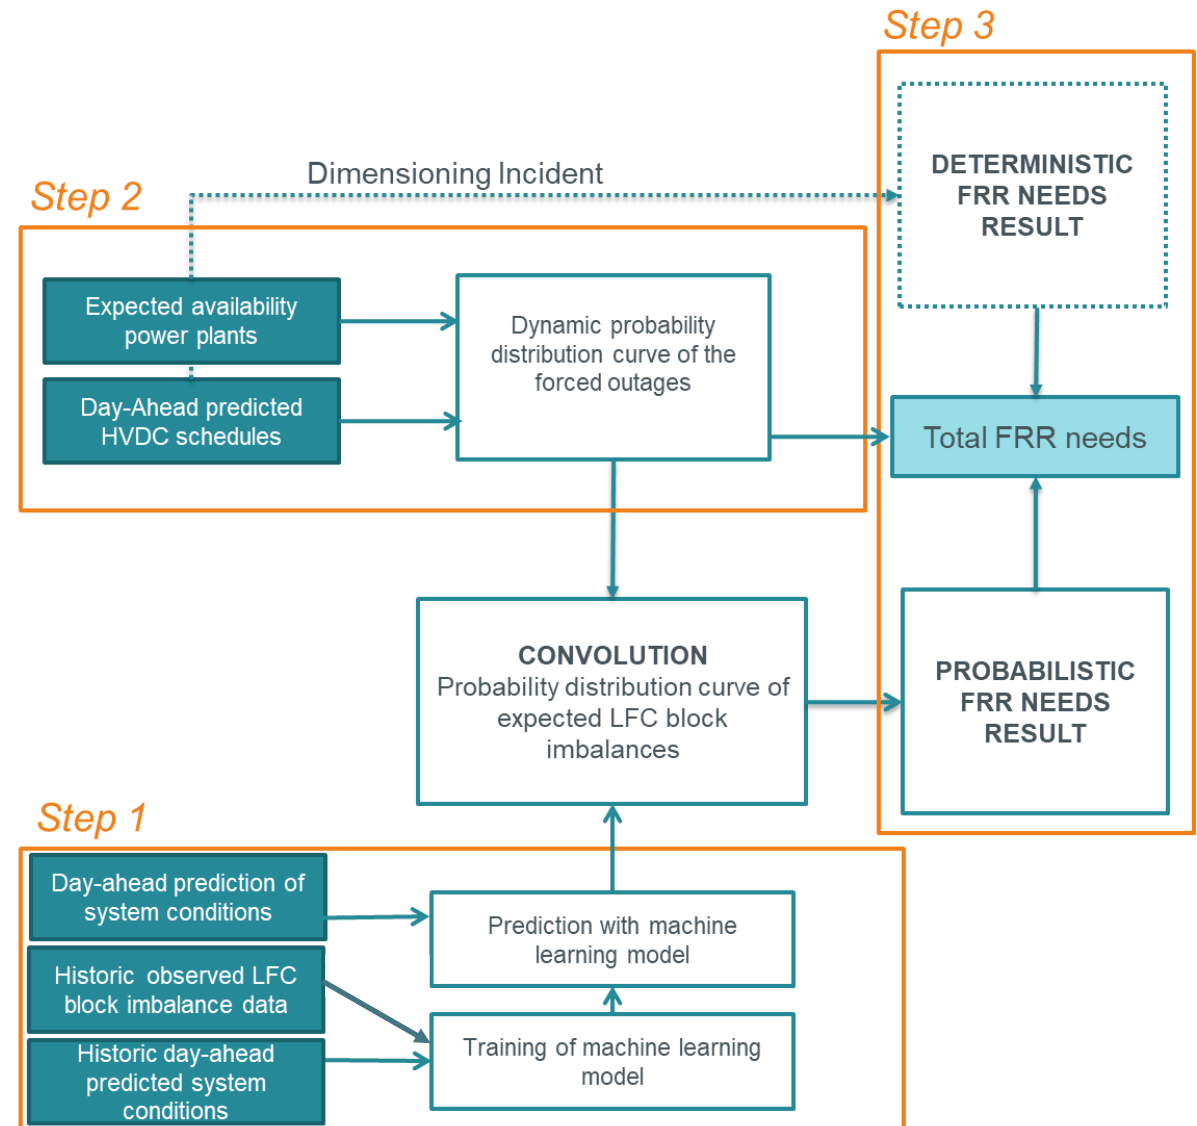 Step 3
DETERMINISTIC
FRR NEEDS
RESULT
Dimensioning Incident
Step 2
Expected availability
power plants
Dynamic probability
distribution curve of the
forced outages
Day-Ahead predicted
HVDC schedules
Total FRR needs
CONVOLUTION
Probability distribution curve of
expected LFC block
imbalances
PROBABILISTIC
FRR NEEDS
RESULT
Step 1
Day-ahead prediction of
system conditions
Prediction with machine
learning model
Historic observed LFC
block imbalance data
Training of machine learning
model
Historic day-ahead
predicted system
conditions